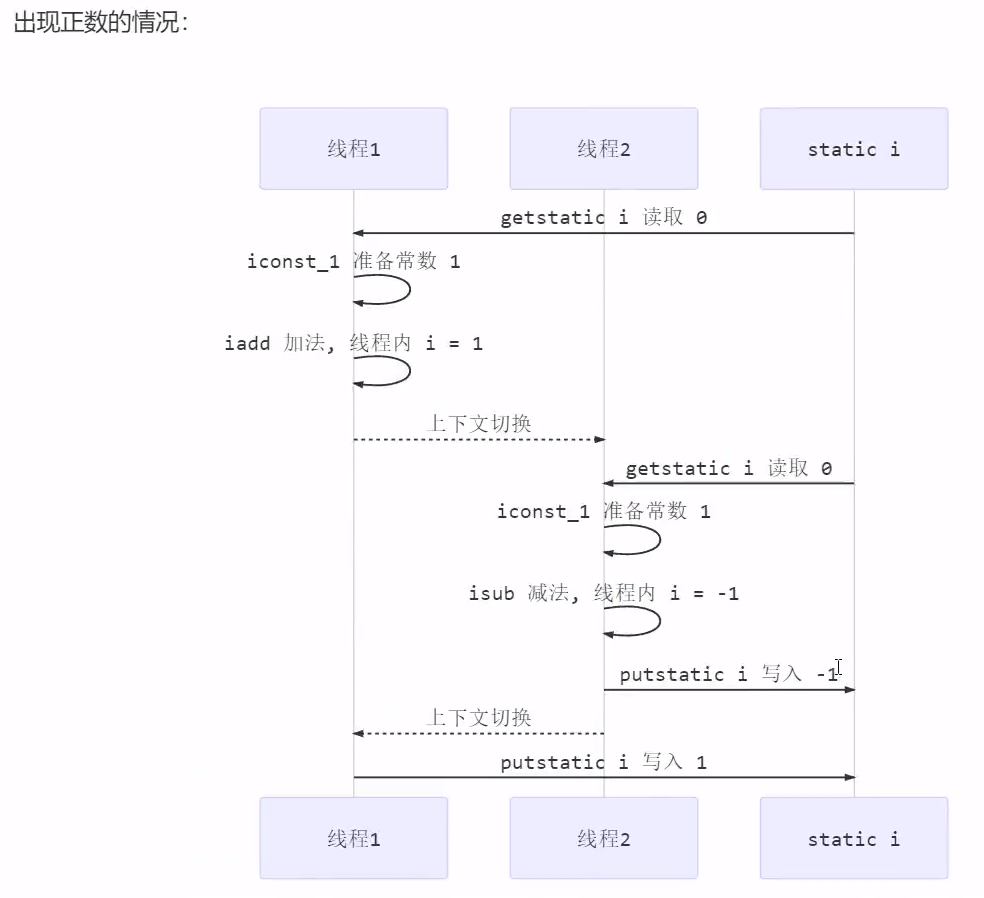 出现正数的情况：
线程1
线程2
static i
getstatic i 读取 0
iconst_1 准备常数 1
iadd 加法, 线程内 i = 1
上下文切换
getstatic i 读取 0
iconst_1 准备常数 1
isub 减法, 线程内 i = -1
putstatic i 写入 -1
上下文切换
putstatic i 写入 1
线程1
线程2
static i